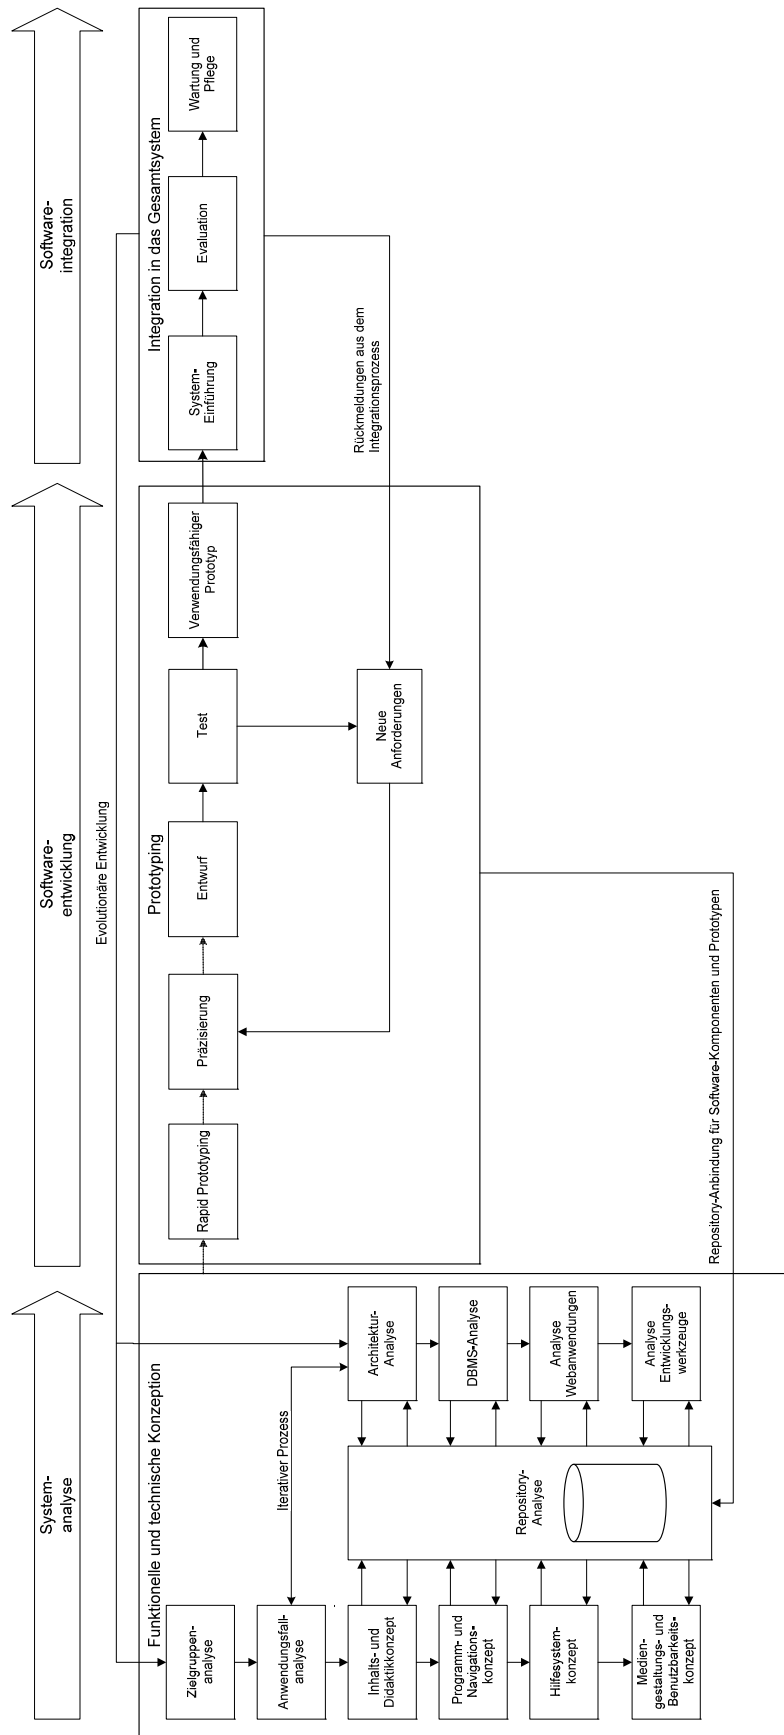 System-
analyse
Software-
entwicklung
Software-
integration
Evolutionäre Entwicklung
Funktionelle und technische Konzeption
Zielgruppen-
analyse
Anwendungsfall-
analyse
Inhalts- und
Didaktikkonzept
Programm- und
Navigations-
konzept
Hilfesystem-
konzept
Medien-
gestaltungs- und
Benutzbarkeits-
konzept
Iterativer Prozess
Repository-
Analyse
Architektur-
Analyse
DBMS-Analyse
Analyse
Webanwendungen
Analyse
Entwicklungs-
werkzeuge
Prototyping
Rapid Prototyping
Präzisierung
Entwurf
Test
Verwendungsfähiger
Prototyp
Neue
Anforderungen
Repository-Anbindung für Software-Komponenten und Prototypen
Integration in das Gesamtsystem
System-
Einführung
Evaluation
Wartung und
Pflege
Rückmeldungen aus dem
Integrationsprozess